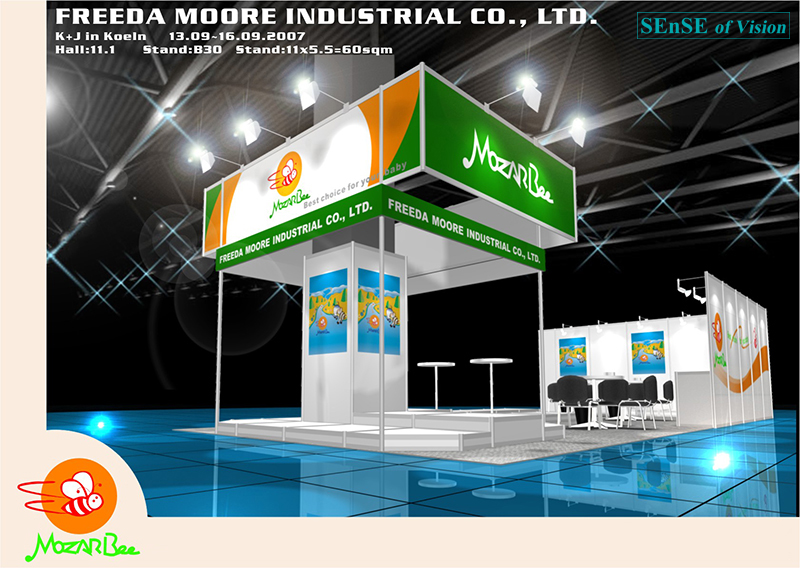 FREEDA MOORE INDUSTRIAL CO., LTD.
K+J in Koeln 13.09~16.09.2007
Hall:11.1 Stand:B30 Stand:11x5.5=60sqm
SEnSE of Vision
MozARBee
MozARBee
Best choice for your baby
FREEDA MOORE INDUSTRIAL CO., LTD.
FREEDA MOORE INDUSTRIAL CO., LTD.
MozARBee